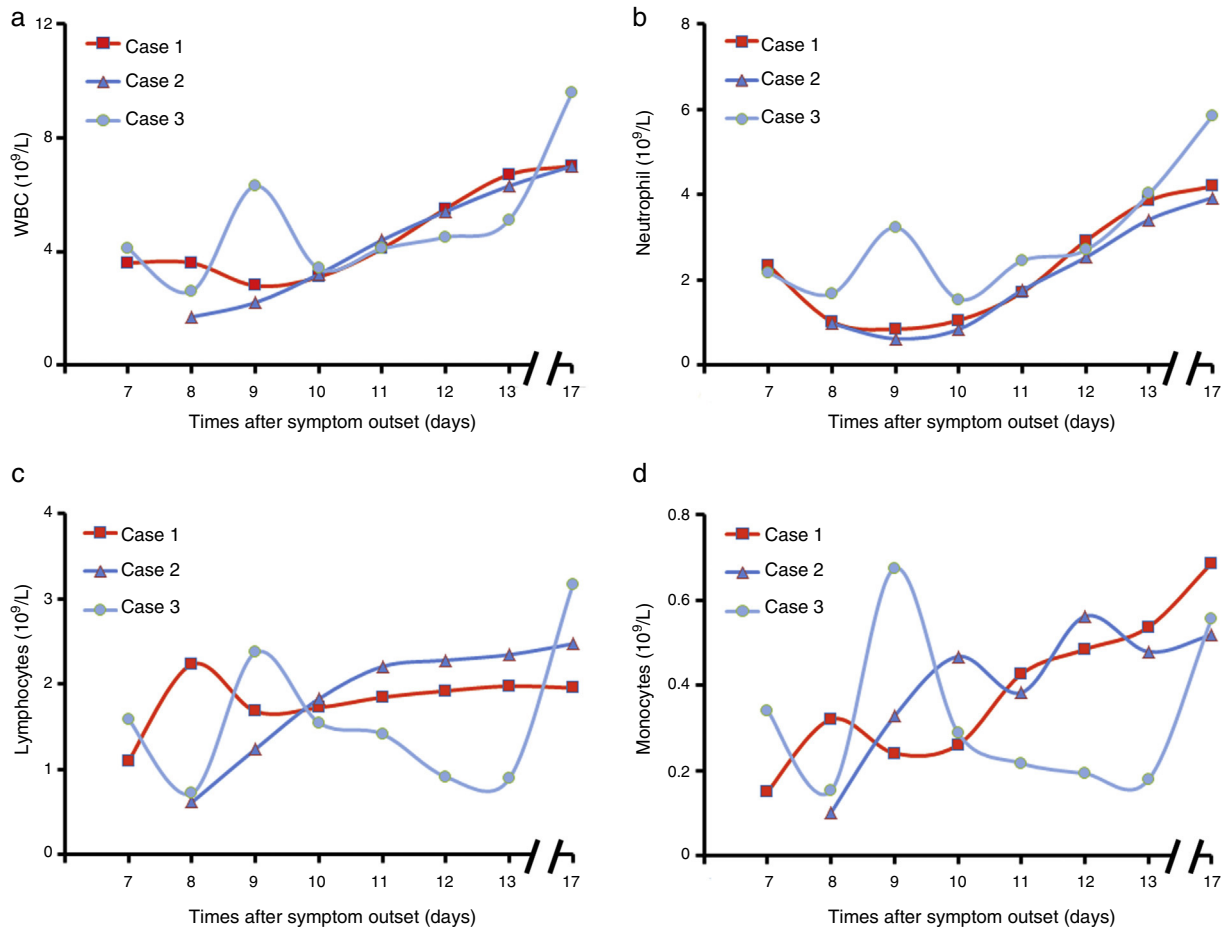 a
12
8
4
0
WBC (10⁹/L)
Case 1
Case 2
Case 3
7 8 9 10 11 12 13 17
Times after symptom outset (days)
b
8
6
4
2
0
Neutrophil (10⁹/L)
Case 1
Case 2
Case 3
7 8 9 10 11 12 13 17
Times after symptom outset (days)
c
4
3
2
1
0
Lymphocytes (10⁹/L)
Case 1
Case 2
Case 3
7 8 9 10 11 12 13 17
Times after symptom outset (days)
d
0.8
0.6
0.4
0.2
0
Monocytes (10⁹/L)
Case 1
Case 2
Case 3
7 8 9 10 11 12 13 17
Times after symptom outset (days)